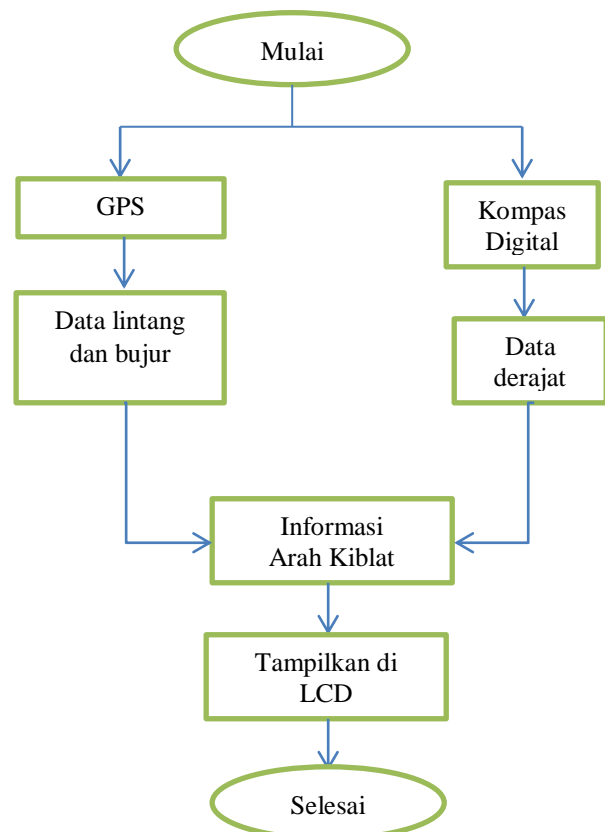 Mulai
GPS
Kompas
Digital
Data lintang
dan bujur
Data
derajat
Informasi
Arah Kiblat
Tampilkan di
LCD
Selesai